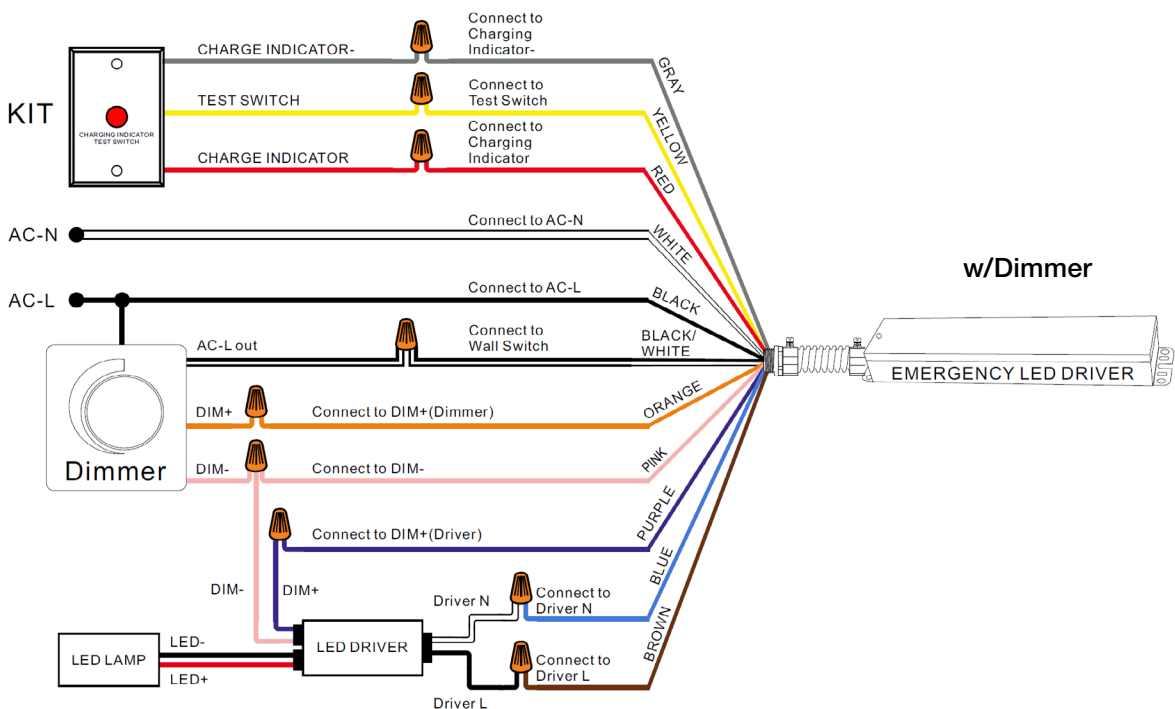 KIT
CHARGING INDICATOR
TEST SWITCH
CHARGE INDICATOR-
Connect to
Charging
Indicator-
GRAY
TEST SWITCH
Connect to
Test Switch
YELLOW
CHARGE INDICATOR
Connect to
Charging
Indicator
RED
AC-N
Connect to AC-N
WHITE
w/Dimmer
AC-L
Connect to AC-L
BLACK
AC-L out
Connect to
Wall Switch
BLACK/
WHITE
EMERGENCY LED DRIVER
Dimmer
DIM+
Connect to DIM+(Dimmer)
ORANGE
DIM-
Connect to DIM-
PINK
Connect to DIM+(Driver)
PURPLE
DIM-
DIM+
Driver N
Connect to
Driver N
BLUE
LED LAMP
LED-
LED+
LED DRIVER
Driver L
Connect to
Driver L
BROWN